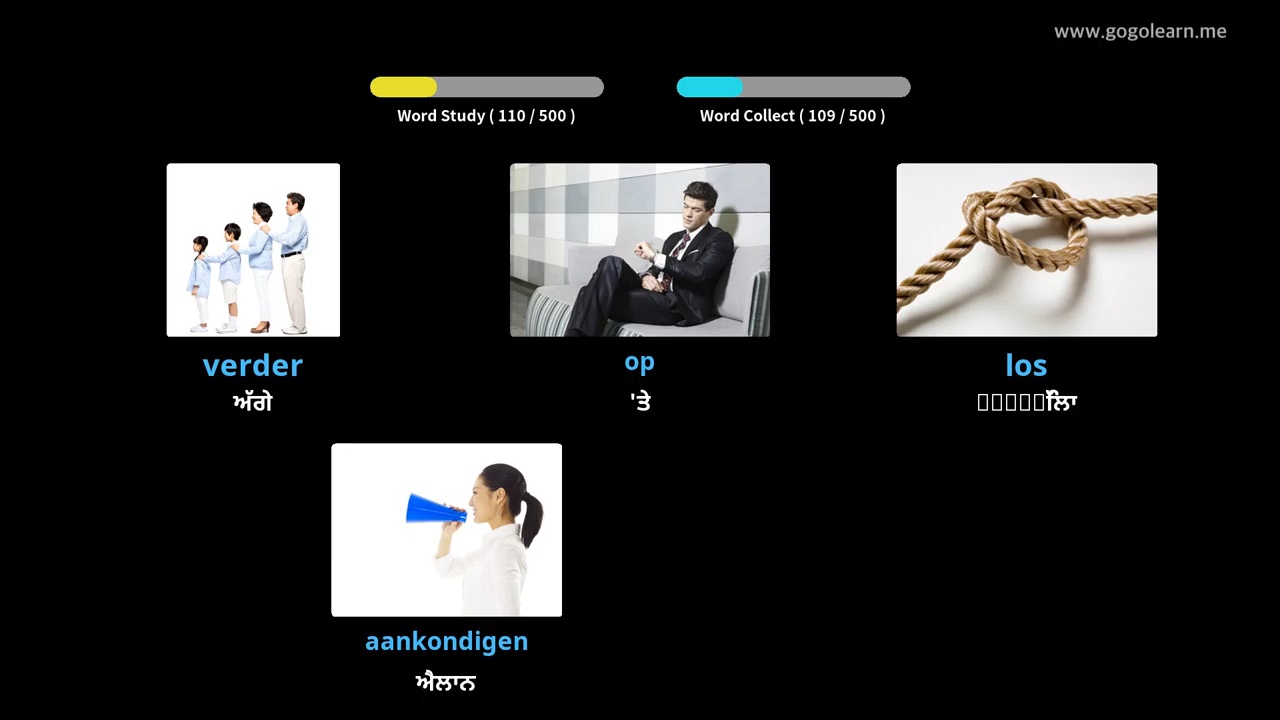 www.gogolearn.me
Word Study ( 110 / 500 )
Word Collect ( 109 / 500 )
verder
op
los
ਅੱਗੇ
'ਤੇ
aankondigen
ਐਲਾਨ